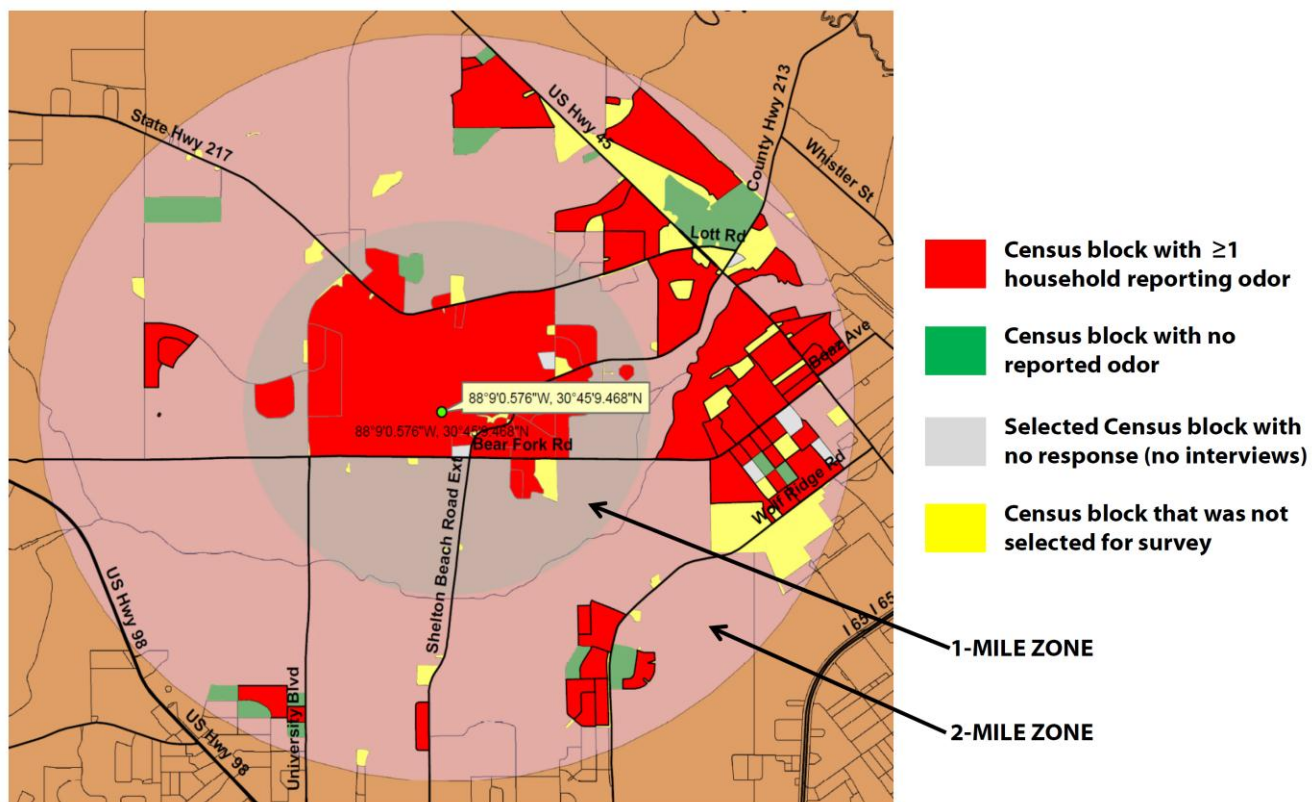 State Hwy 217
US Hwy 45
County Hwy 213
Whistler St
Lott Rd
Boaz Ave
88°9'0.576"W, 30°45'9.468"N
88°9'0.576"W, 30°45'9.468"N
Bear Fork Rd
Wolf Ridge Rd
Shelton Beach Road Ext
US Hwy 98
University Blvd
US Hwy 98
I 65 I 65
Census block with ≥1
household reporting odor
Census block with no
reported odor
Selected Census block with
no response (no interviews)
Census block that was not
selected for survey
1-MILE ZONE
2-MILE ZONE